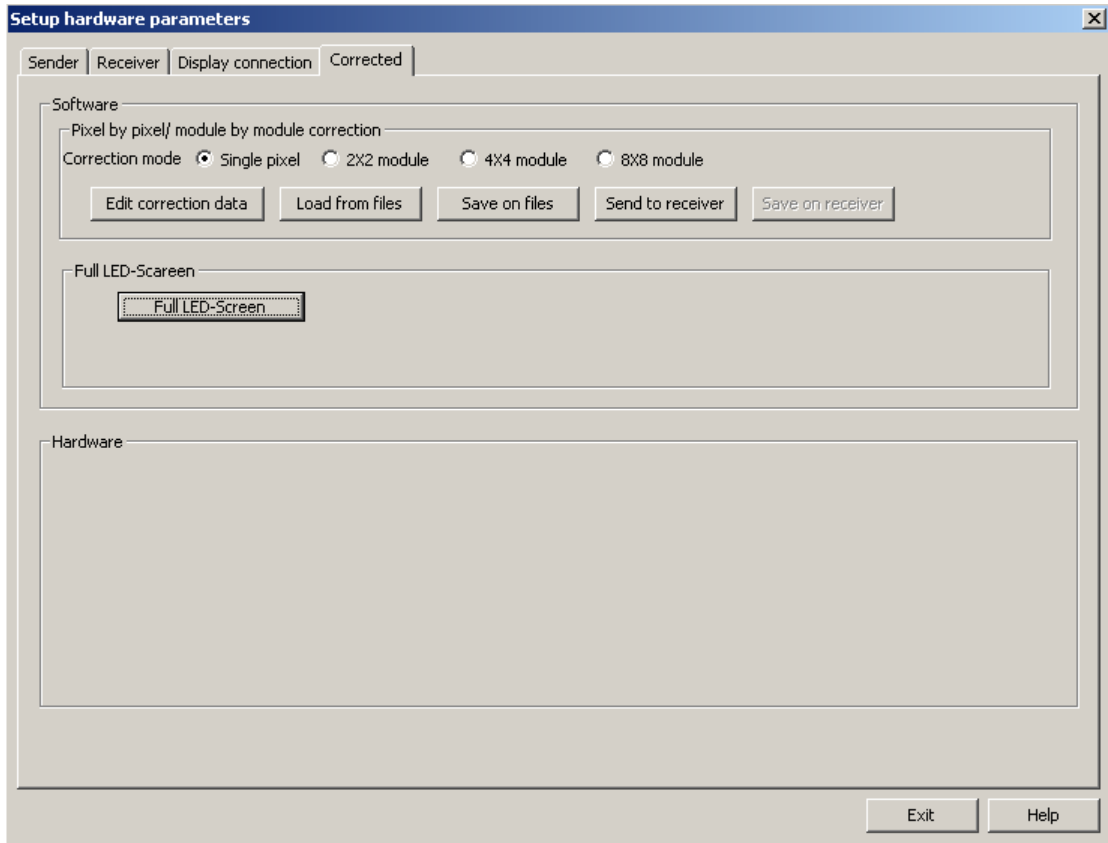 Setup hardware parameters
Sender Receiver Display connection Corrected
Software
Pixel by pixel/ module by module correction
Correction mode Single pixel 2X2 module 4X4 module 8X8 module
Edit correction data Load from files Save on files Send to receiver Save on receiver
Full LED-Scareen
Full LED-Screen
Hardware
Exit Help